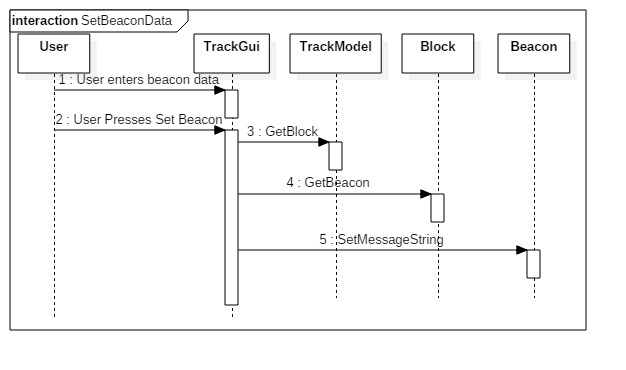 interaction SetBeaconData
User
TrackGui
TrackModel
Block
Beacon
1 : User enters beacon data
2 : User Presses Set Beacon
3 : GetBlock
4 : GetBeacon
5 : SetMessageString